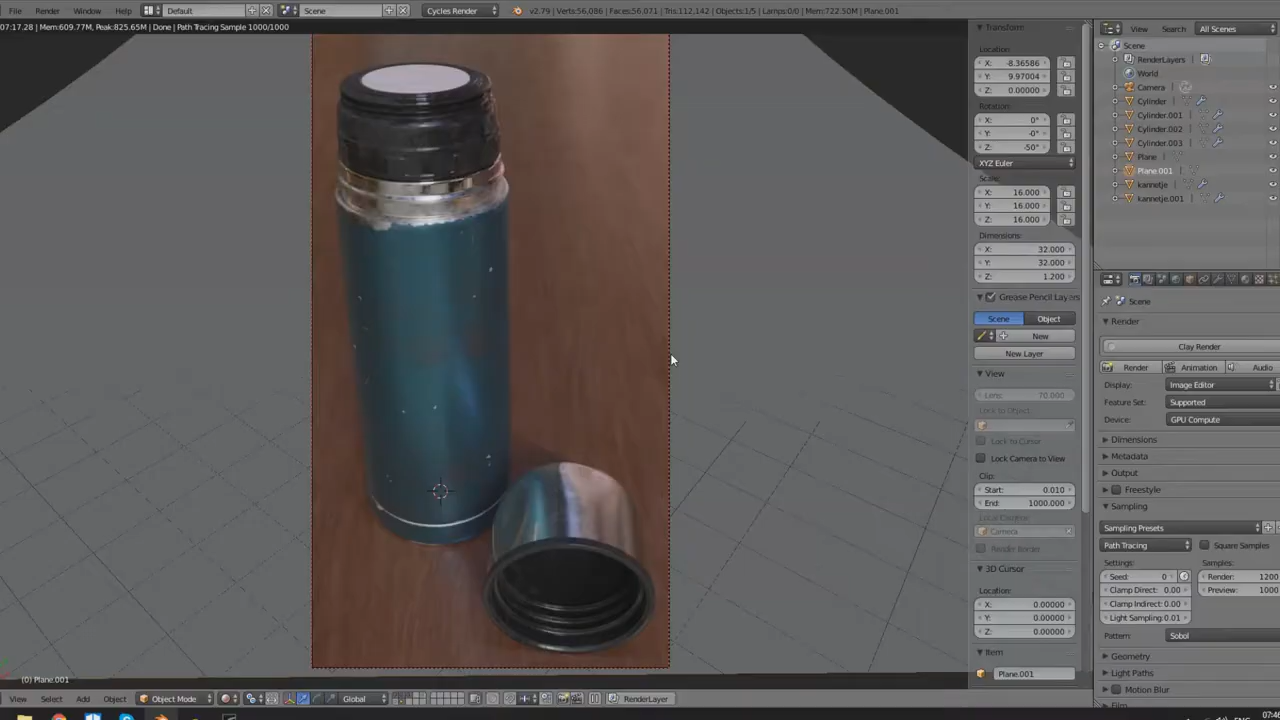 File Render Window Help Default Scene Cycles Render v2.79 | Verts:56,086 | Faces:56,071 | Tris:112,142 | Objects:1/5 | Lamps:0/0 | Mem:722.50M | Plane.001
07:17.28 | Mem:609.77M, Peak:825.65M | Done | Path Tracing Sample 1000/1000
Transform
Location:
X: -8.36586
Y: 9.97004
Z: 0.00000
Rotation:
X: 0°
Y: -0°
Z: -50°
XYZ Euler
Scale:
X: 16.000
Y: 16.000
Z: 16.000
Dimensions:
X: 32.000
Y: 32.000
Z: 1.200
Grease Pencil Layers
Scene Object
New
New Layer
View
Lens: 70.000
Lock to Object:
Lock to Cursor
Lock Camera to View
Clip:
Start: 0.010
End: 1000.000
Local Camera:
Camera
Render Border
3D Cursor
Location:
X: 0.00000
Y: 0.00000
Z: 0.00000
Item
Plane.001
View Search All Scenes
Scene
RenderLayers
World
Camera
Cylinder
Cylinder.001
Cylinder.002
Cylinder.003
Plane
Plane.001
kannetje
kannetje.001
Scene
Render
Clay Render
Render Animation Audio
Display: Image Editor
Feature Set: Supported
Device: GPU Compute
Dimensions
Metadata
Output
Freestyle
Sampling
Sampling Presets
Path Tracing Square Samples
Settings: Samples:
Seed: 0 Render: 1200
Clamp Direct: 0.00 Preview: 1000
Clamp Indirect: 0.00
Light Sampling: 0.01
Pattern: Sobol
Geometry
Light Paths
Motion Blur
(0) Plane.001
View Select Add Object Object Mode Global RenderLayer